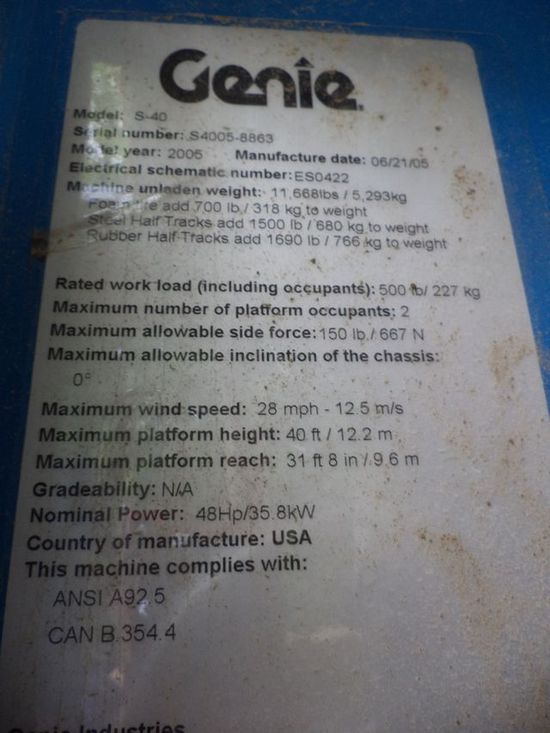 Genie
Model: S-40
Serial number: S4005-8863
Model year: 2005 Manufacture date: 06/21/05
Electrical schematic number: ES0422
Machine unladen weight: 11,668lbs / 5,293kg
Foam tire add 700 lb / 318 kg to weight
Steel Half Tracks add 1500 lb / 680 kg to weight
Rubber Half Tracks add 1690 lb / 766 kg to weight
Rated work load (including occupants): 500 lb/ 227 kg
Maximum number of platform occupants: 2
Maximum allowable side force: 150 lb / 667 N
Maximum allowable inclination of the chassis:
0°
Maximum wind speed: 28 mph - 12.5 m/s
Maximum platform height: 40 ft / 12.2 m
Maximum platform reach: 31 ft 8 in / 9.6 m
Gradeability: N/A
Nominal Power: 48Hp/35.8kW
Country of manufacture: USA
This machine complies with:
ANSI A92.5
CAN B.354.4
Genie Industries